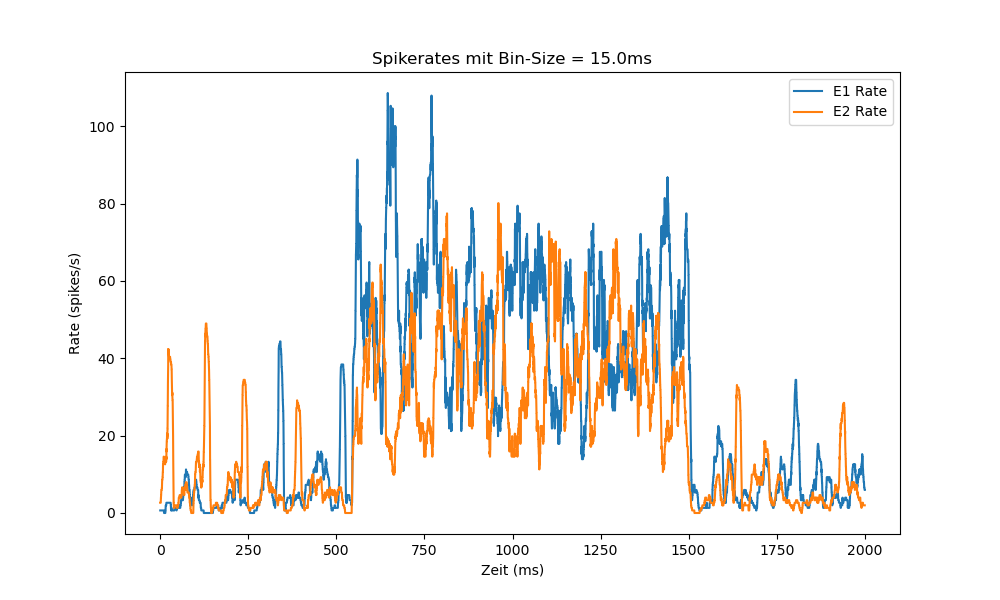 Spikerates mit Bin-Size = 15.0ms
E1 Rate
E2 Rate
100
80
60
40
20
0
Rate (spikes/s)
0 250 500 750 1000 1250 1500 1750 2000
Zeit (ms)